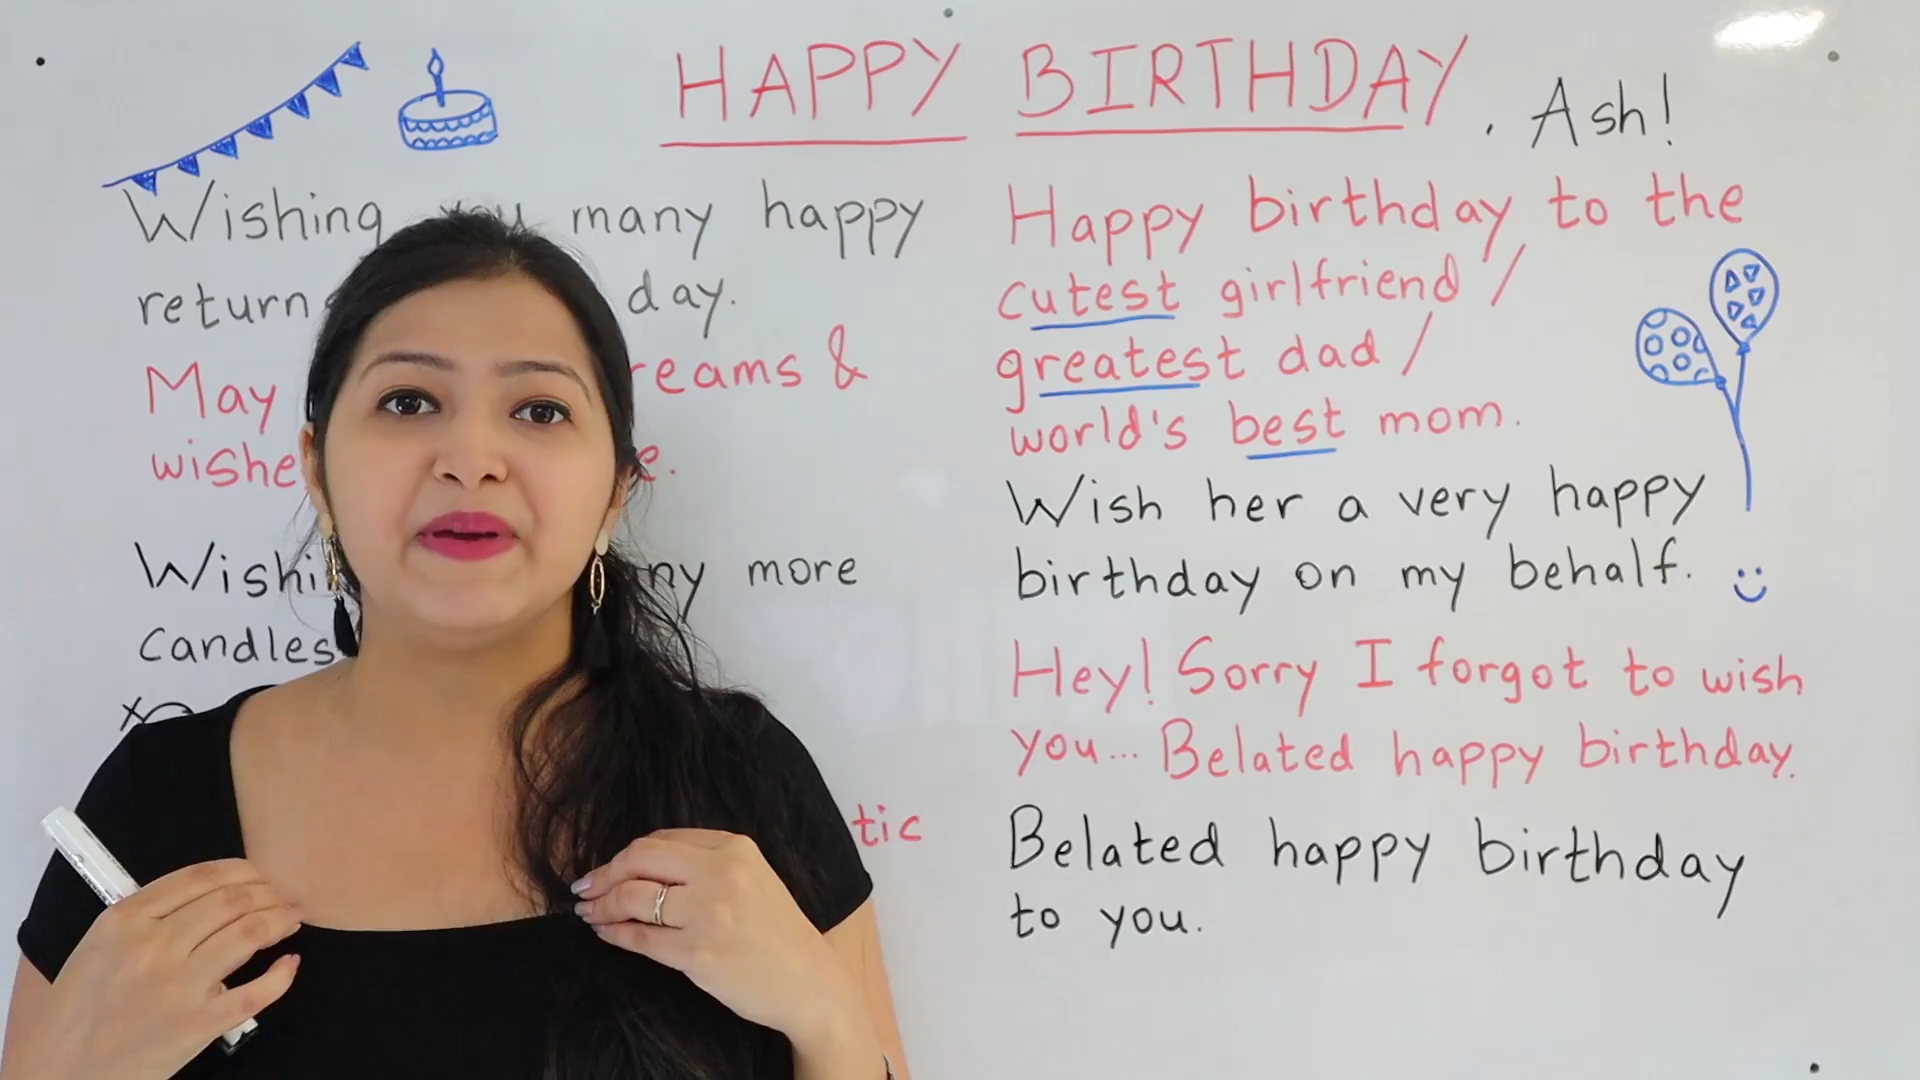 HAPPY BIRTHDAY, Ash!
Wishing you many happy
return day.
May reams &
wishe e.
Wishin ny more
candles
tic
Happy birthday to the
cutest girlfriend /
greatest dad /
world's best mom.
Wish her a very happy
birthday on my behalf.
Hey! Sorry I forgot to wish
you... Belated happy birthday.
Belated happy birthday
to you.